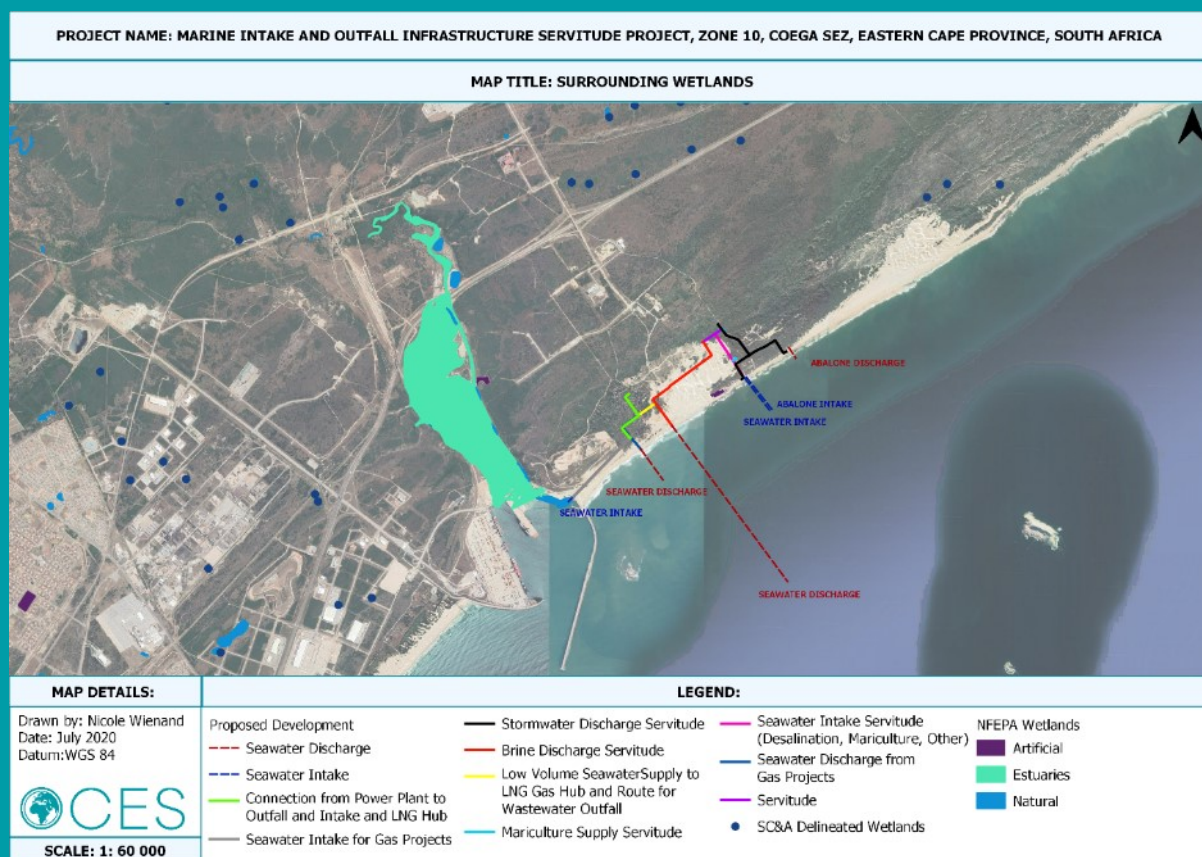 PROJECT NAME: MARINE INTAKE AND OUTFALL INFRASTRUCTURE SERVITUDE PROJECT, ZONE 10, COEGA SEZ, EASTERN CAPE PROVINCE, SOUTH AFRICA
MAP TITLE: SURROUNDING WETLANDS
ABALONE DISCHARGE
ABALONE INTAKE
SEAWATER INTAKE
SEAWATER DISCHARGE
SEAWATER INTAKE
SEAWATER DISCHARGE
MAP DETAILS:
Drawn by: Nicole Wienand
Date: July 2020
Datum:WGS 84
CES
SCALE: 1: 60 000
LEGEND:
Proposed Development
Seawater Discharge
Seawater Intake
Connection from Power Plant to
Outfall and Intake and LNG Hub
Seawater Intake for Gas Projects
Stormwater Discharge Servitude
Brine Discharge Servitude
Low Volume SeawaterSupply to
LNG Gas Hub and Route for
Wastewater Outfall
Mariculture Supply Servitude
Seawater Intake Servitude
(Desalination, Mariculture, Other)
Seawater Discharge from
Gas Projects
Servitude
SC&A Delineated Wetlands
NFEPA Wetlands
Artificial
Estuaries
Natural